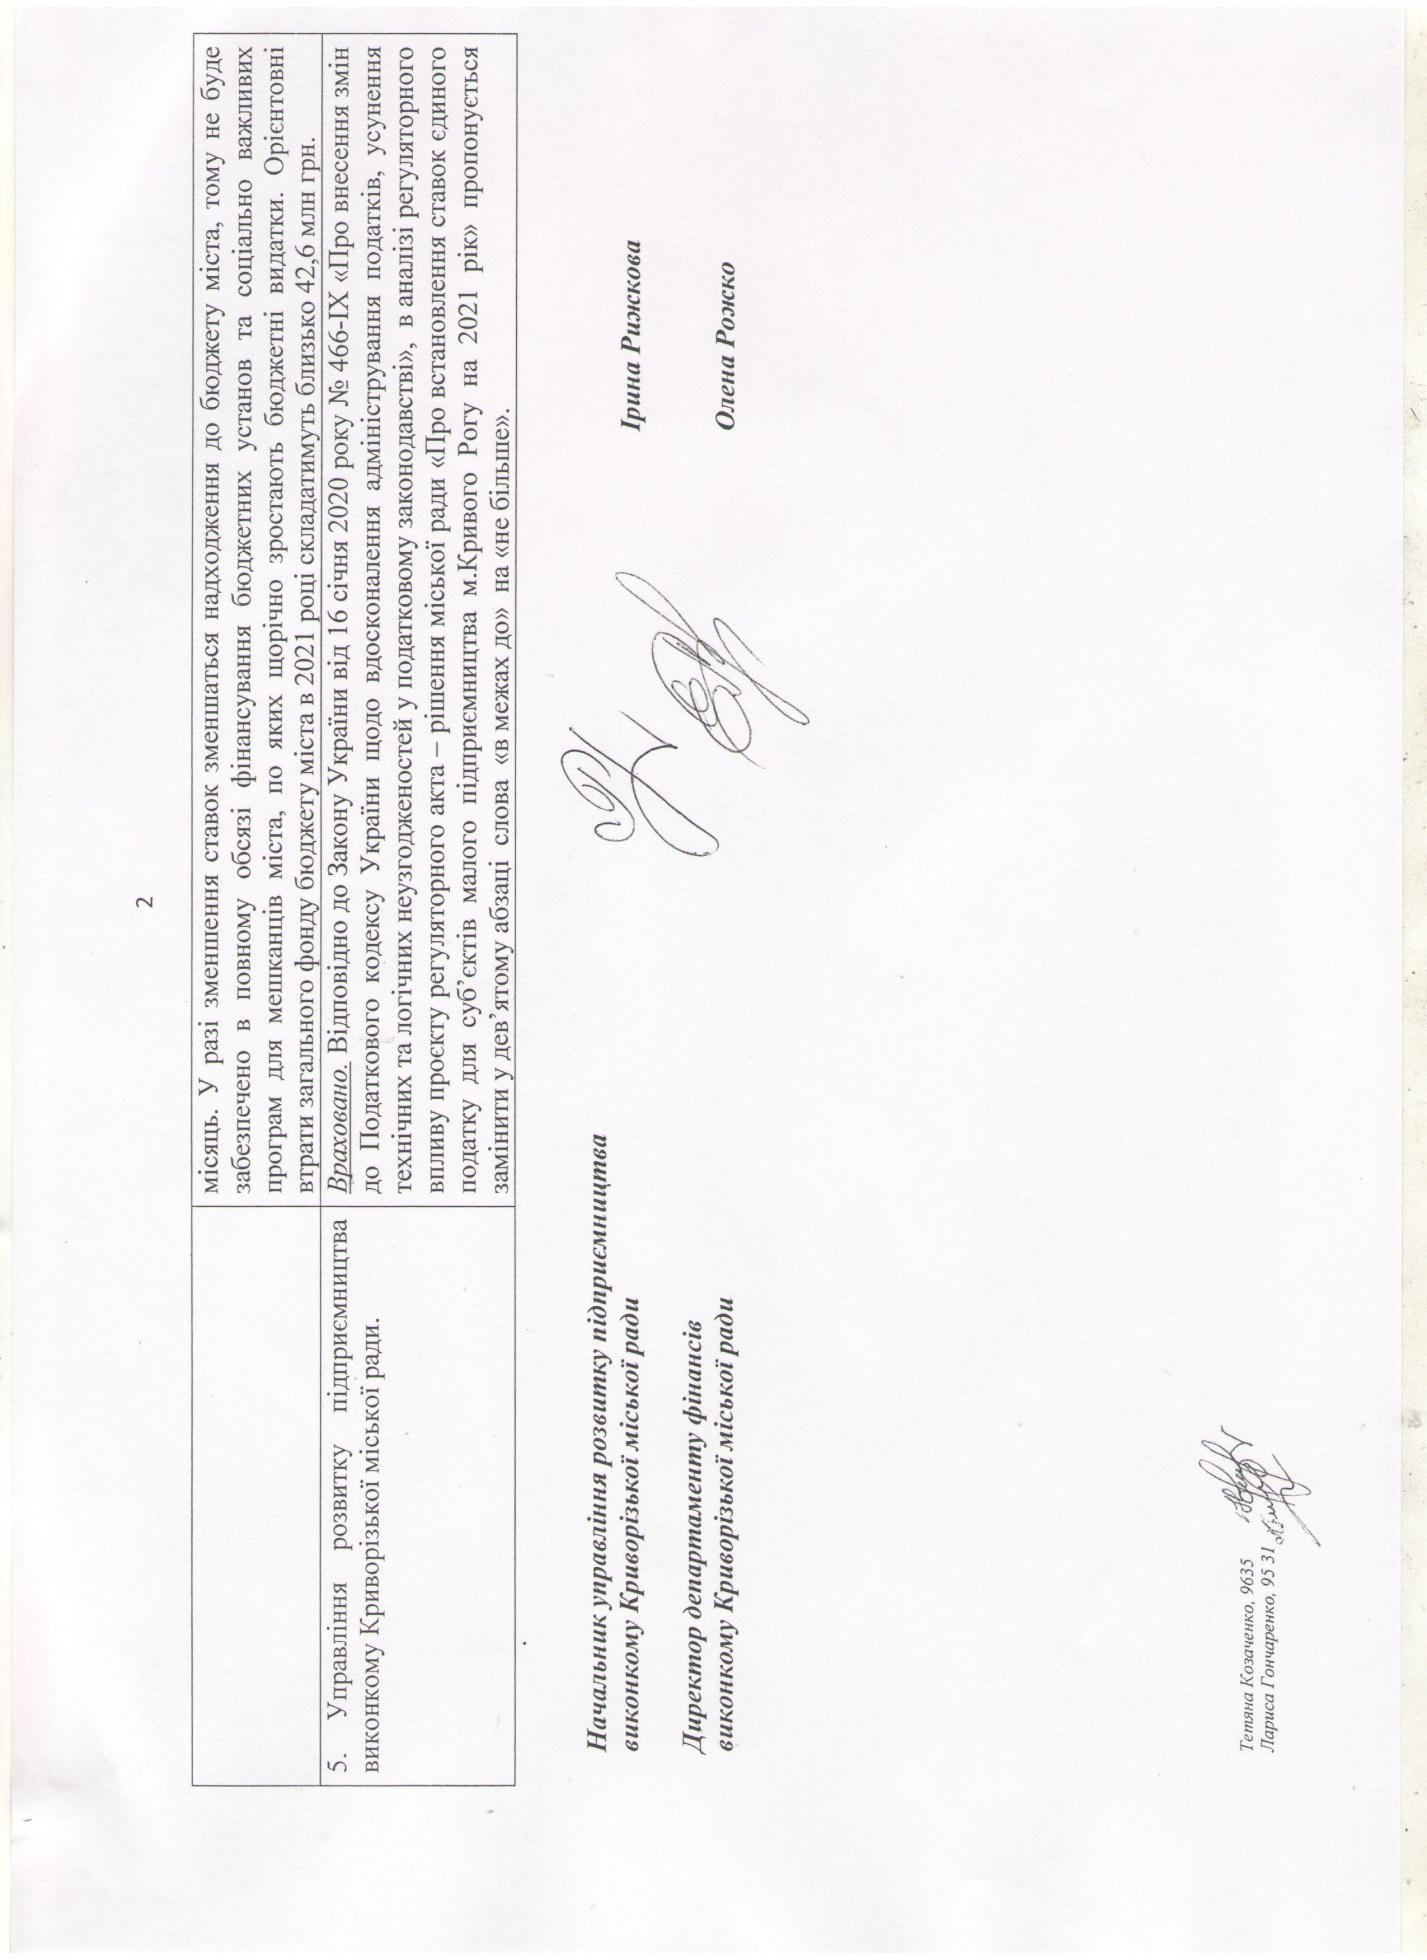 2
місяць. У разі зменшення ставок зменшаться надходження до бюджету міста, тому не буде
забезпечено в повному обсязі фінансування бюджетних установ та соціально важливих
програм для мешканців міста, по яких щорічно зростають бюджетні видатки. Орієнтовні
втрати загального фонду бюджету міста в 2021 році складатимуть близько 42,6 млн грн.
5. Управління розвитку підприємництва
виконкому Криворізької міської ради.
Враховано. Відповідно до Закону України від 16 січня 2020 року № 466-ІХ «Про внесення змін
до Податкового кодексу України щодо вдосконалення адміністрування податків, усунення
технічних та логічних неузгодженостей у податковому законодавстві», в аналізі регуляторного
впливу проєкту регуляторного акта – рішення міської ради «Про встановлення ставок єдиного
податку для суб’єктів малого підприємництва м.Кривого Рогу на 2021 рік» пропонується
замінити у дев’ятому абзаці слова «в межах до» на «не більше».
Начальник управління розвитку підприємництва
виконкому Криворізької міської ради Ірина Рижкова
Директор департаменту фінансів
виконкому Криворізької міської ради Олена Рожко
Тетяна Козаченко, 9635
Лариса Гончаренко, 95 31